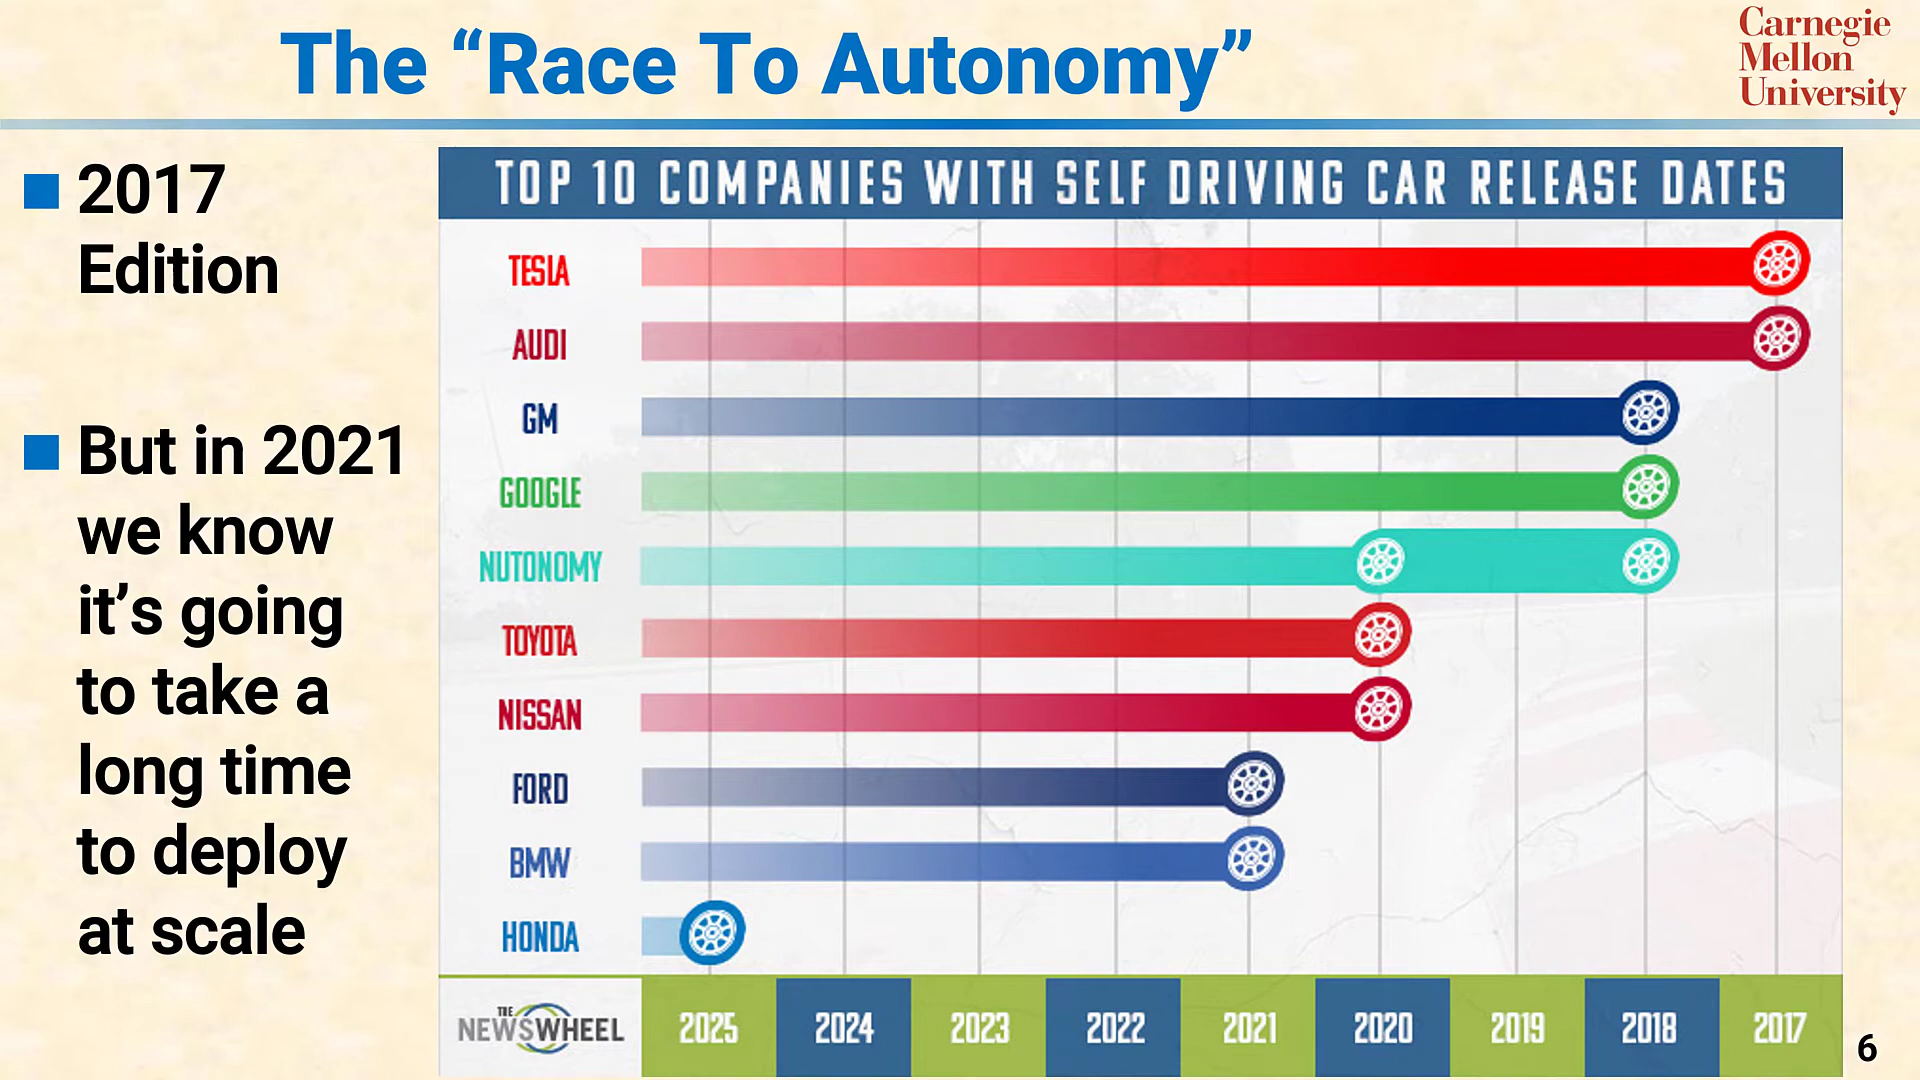 The “Race To Autonomy”
Carnegie
Mellon
University
2017
Edition
But in 2021
we know
it’s going
to take a
long time
to deploy
at scale
TOP 10 COMPANIES WITH SELF DRIVING CAR RELEASE DATES
TESLA
AUDI
GM
GOOGLE
NUTONOMY
TOYOTA
NISSAN
FORD
BMW
HONDA
THE
NEWSWHEEL
2025 2024 2023 2022 2021 2020 2019 2018 2017
6